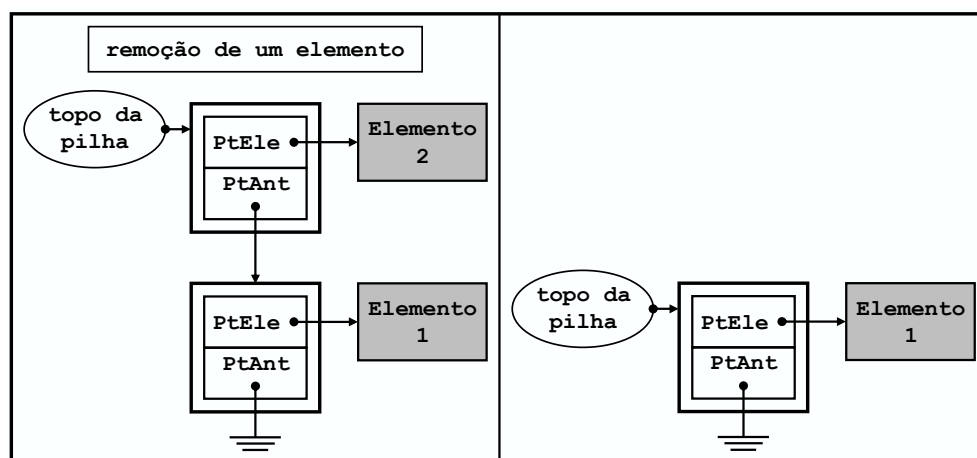 remoção de um elemento
topo da
pilha
PtEle
Elemento
2
PtAnt
PtEle
Elemento
1
PtAnt
topo da
pilha
PtEle
Elemento
1
PtAnt